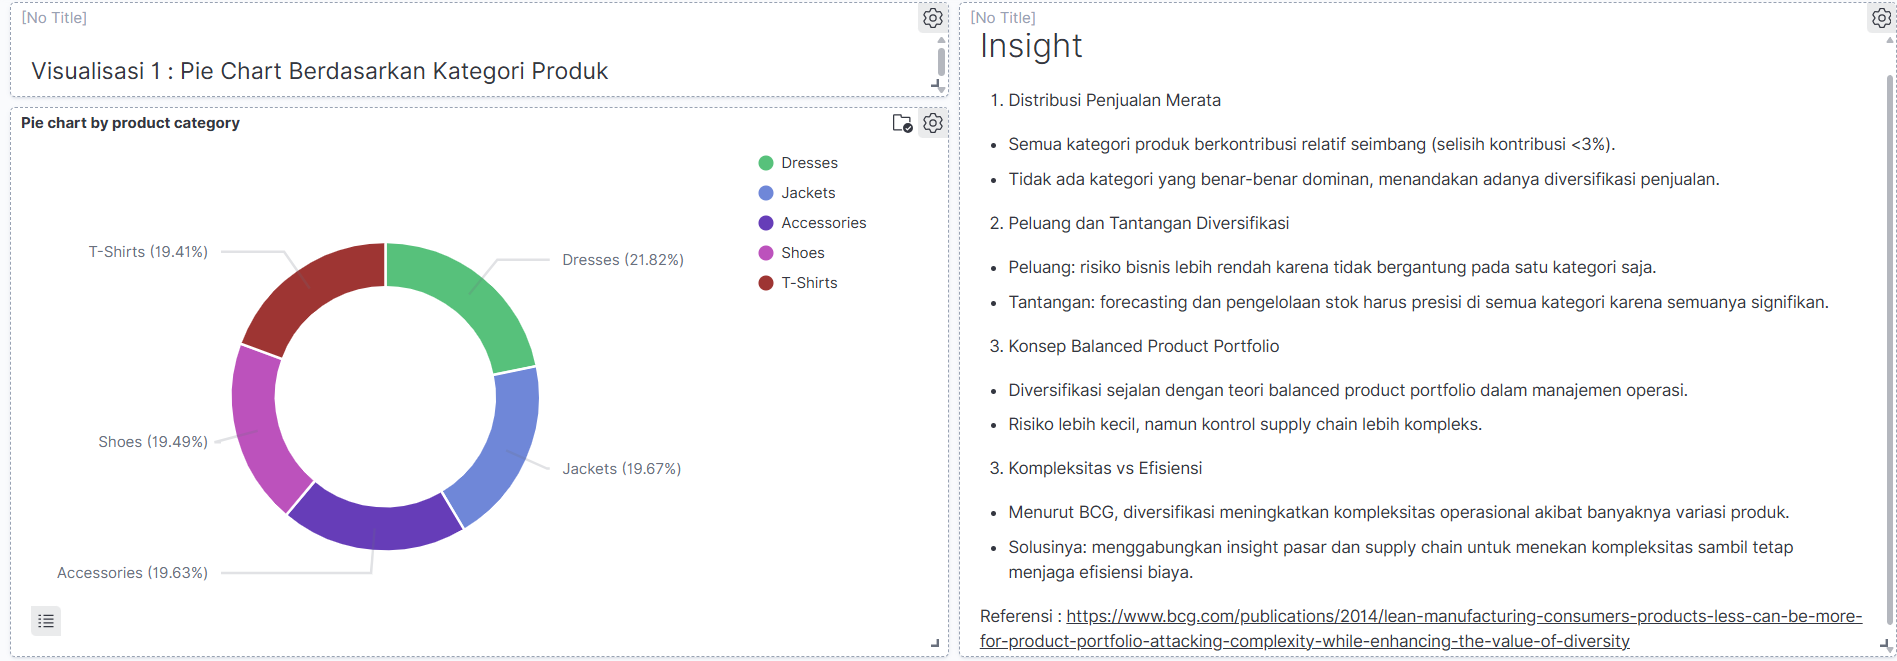 [No Title]
Visualisasi 1 : Pie Chart Berdasarkan Kategori Produk
Pie chart by product category
Dresses
Jackets
Accessories
Shoes
T-Shirts
T-Shirts (19.41%)
Dresses (21.82%)
Shoes (19.49%)
Jackets (19.67%)
Accessories (19.63%)
[No Title]
Insight
1. Distribusi Penjualan Merata
• Semua kategori produk berkontribusi relatif seimbang (selisih kontribusi <3%).
• Tidak ada kategori yang benar-benar dominan, menandakan adanya diversifikasi penjualan.
2. Peluang dan Tantangan Diversifikasi
• Peluang: risiko bisnis lebih rendah karena tidak bergantung pada satu kategori saja.
• Tantangan: forecasting dan pengelolaan stok harus presisi di semua kategori karena semuanya signifikan.
3. Konsep Balanced Product Portfolio
• Diversifikasi sejalan dengan teori balanced product portfolio dalam manajemen operasi.
• Risiko lebih kecil, namun kontrol supply chain lebih kompleks.
3. Kompleksitas vs Efisiensi
• Menurut BCG, diversifikasi meningkatkan kompleksitas operasional akibat banyaknya variasi produk.
• Solusinya: menggabungkan insight pasar dan supply chain untuk menekan kompleksitas sambil tetap
menjaga efisiensi biaya.
Referensi : https://www.bcg.com/publications/2014/lean-manufacturing-consumers-products-less-can-be-more-
for-product-portfolio-attacking-complexity-while-enhancing-the-value-of-diversity